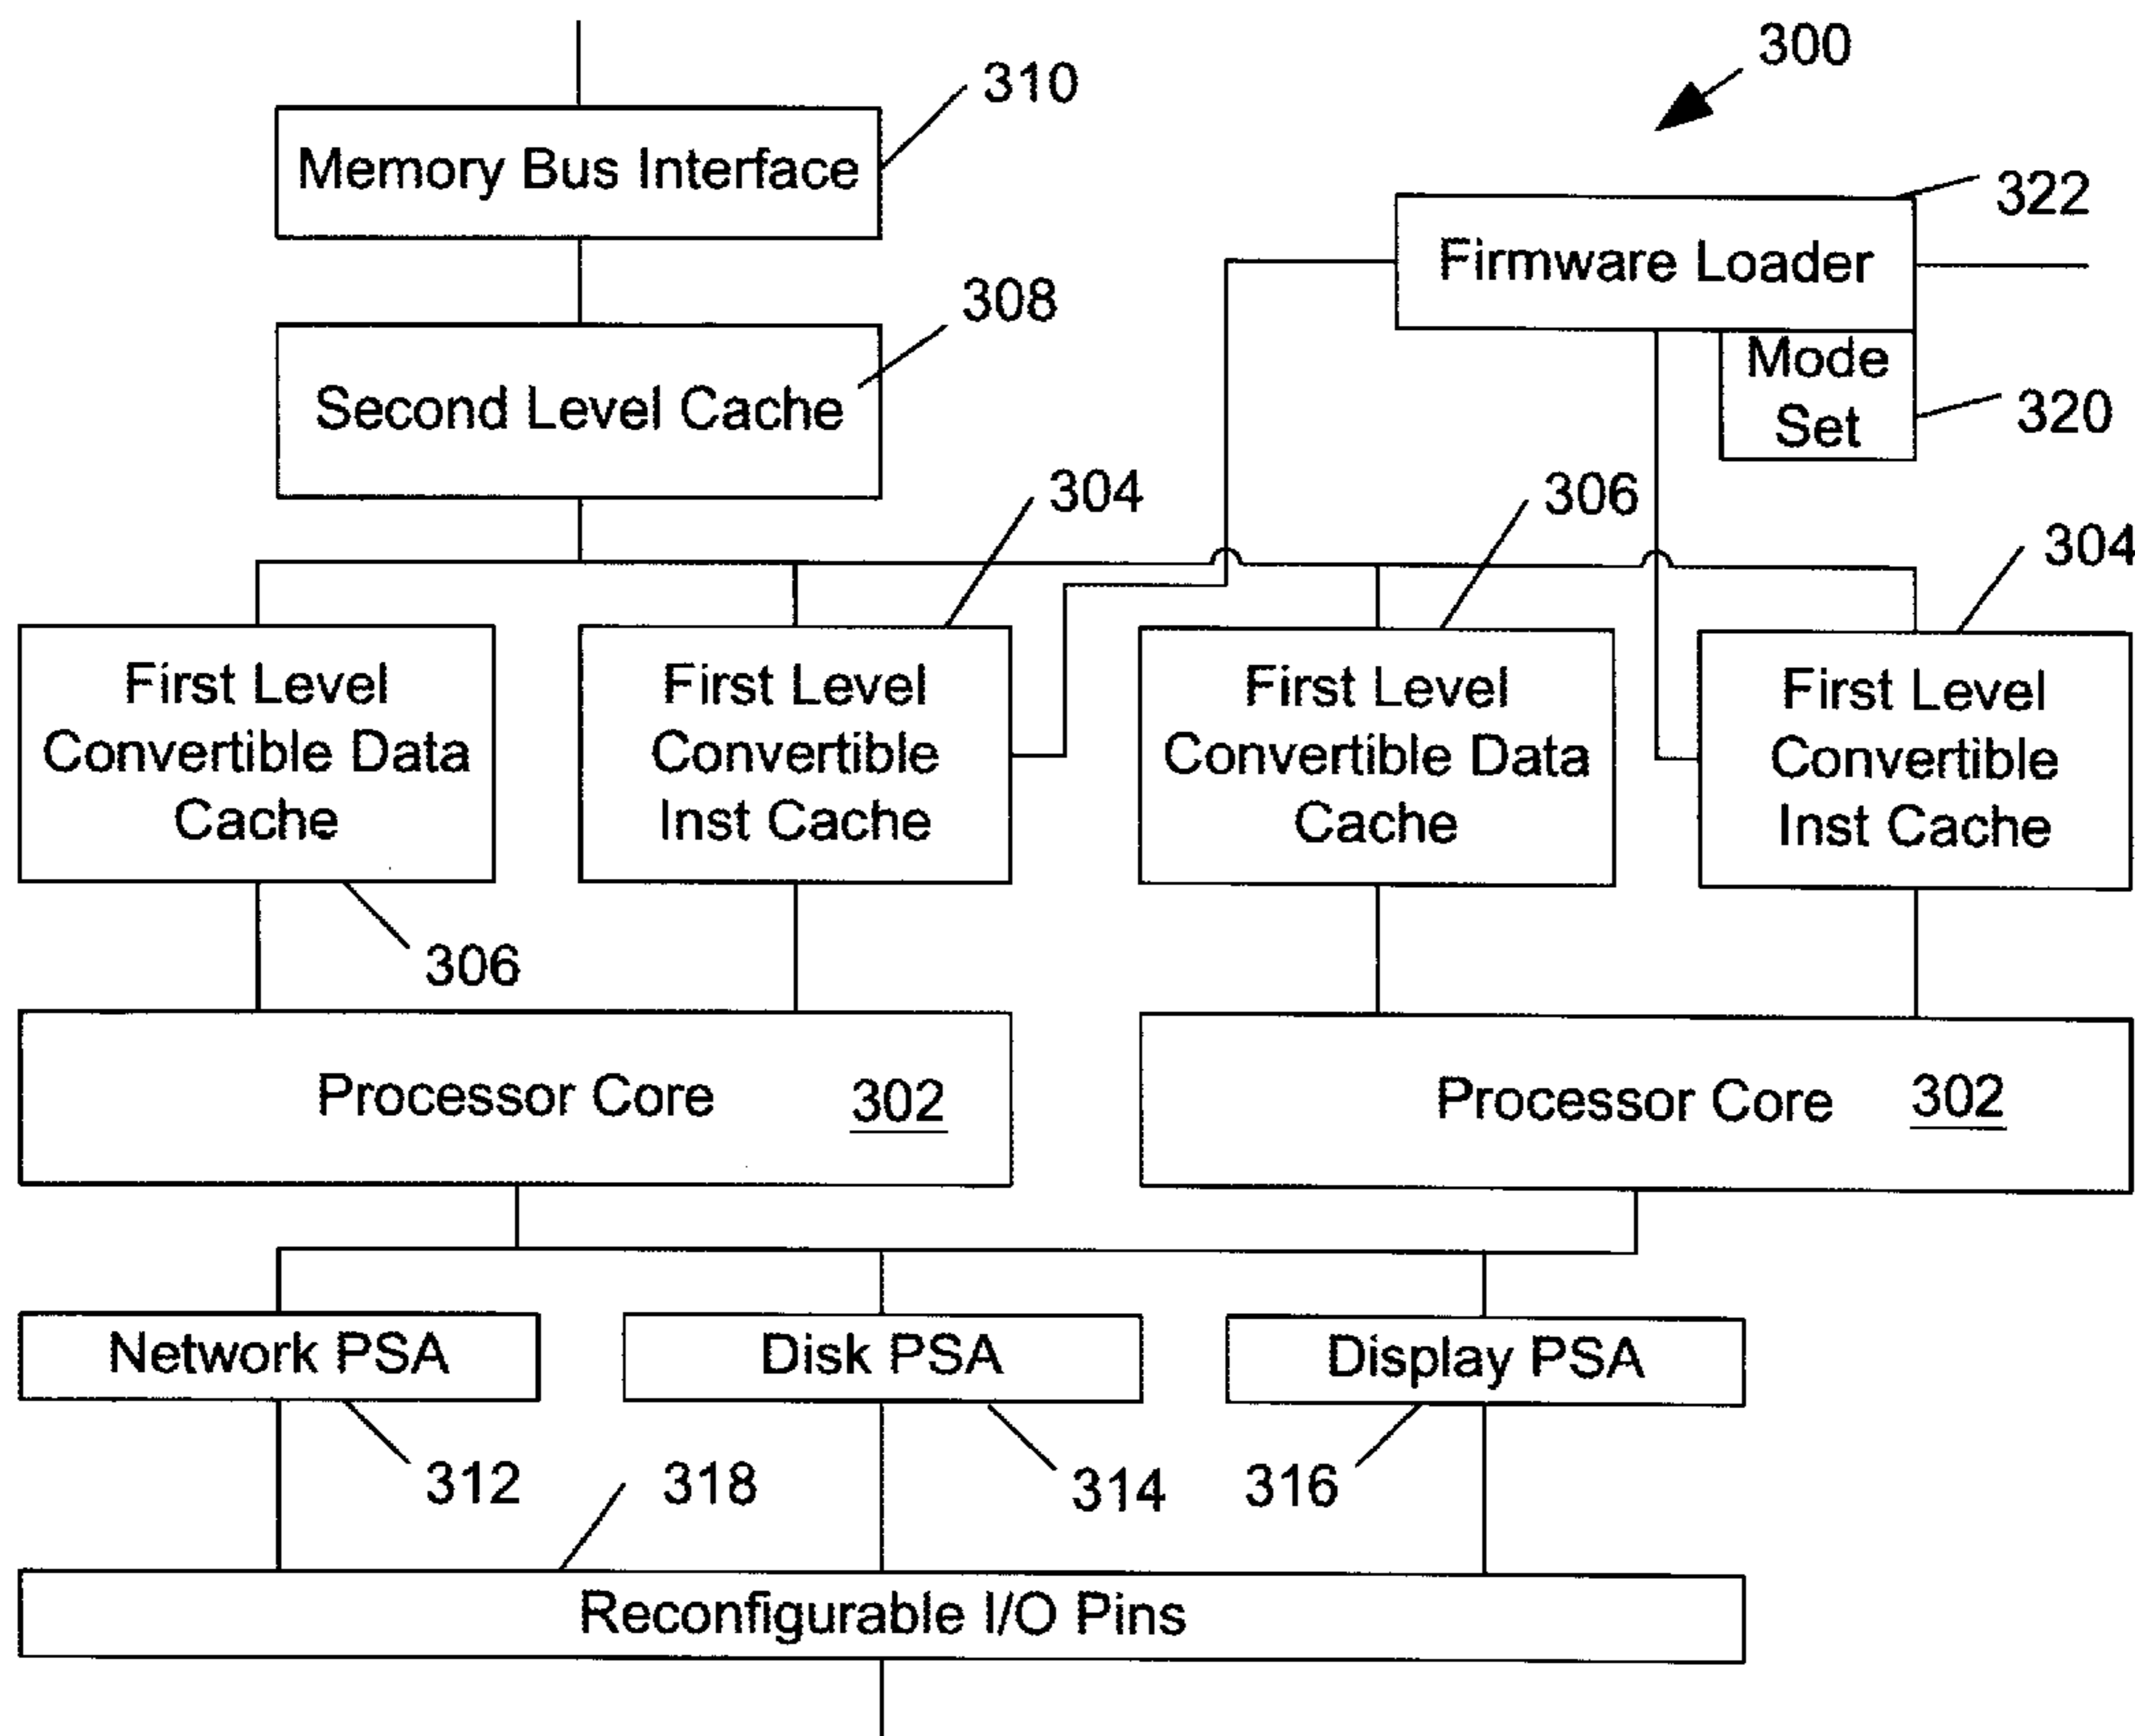 300
310
Memory Bus Interface
322
Firmware Loader
308
Mode
Set
320
Second Level Cache
304
306
304
First Level
Convertible Data
Cache
First Level
Convertible
Inst Cache
First Level
Convertible Data
Cache
First Level
Convertible
Inst Cache
306
Processor Core 302
Processor Core 302
Network PSA
Disk PSA
Display PSA
312
318
314
316
Reconfigurable I/O Pins